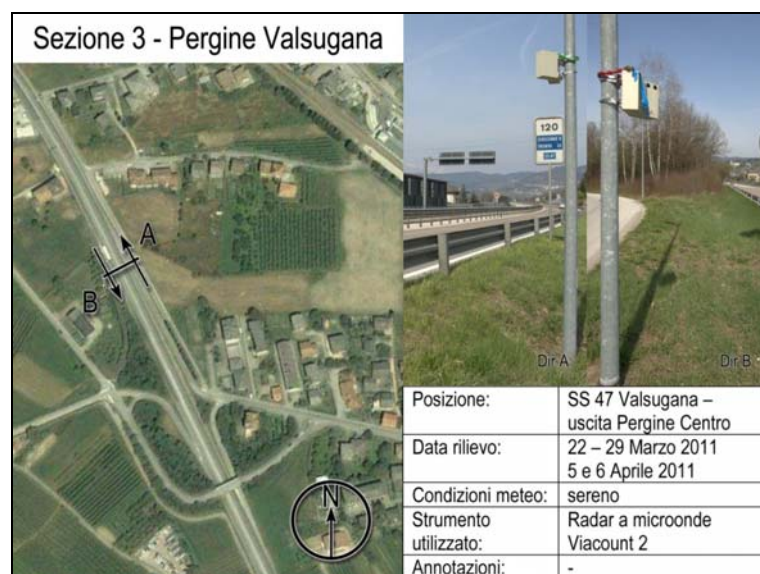 Sezione 3 - Pergine Valsugana
A
B
N
120
Dir A
Dir B
Posizione: SS 47 Valsugana –
uscita Pergine Centro
Data rilievo: 22 – 29 Marzo 2011
5 e 6 Aprile 2011
Condizioni meteo: sereno
Strumento Radar a microonde
utilizzato: Viacount 2
Annotazioni: -